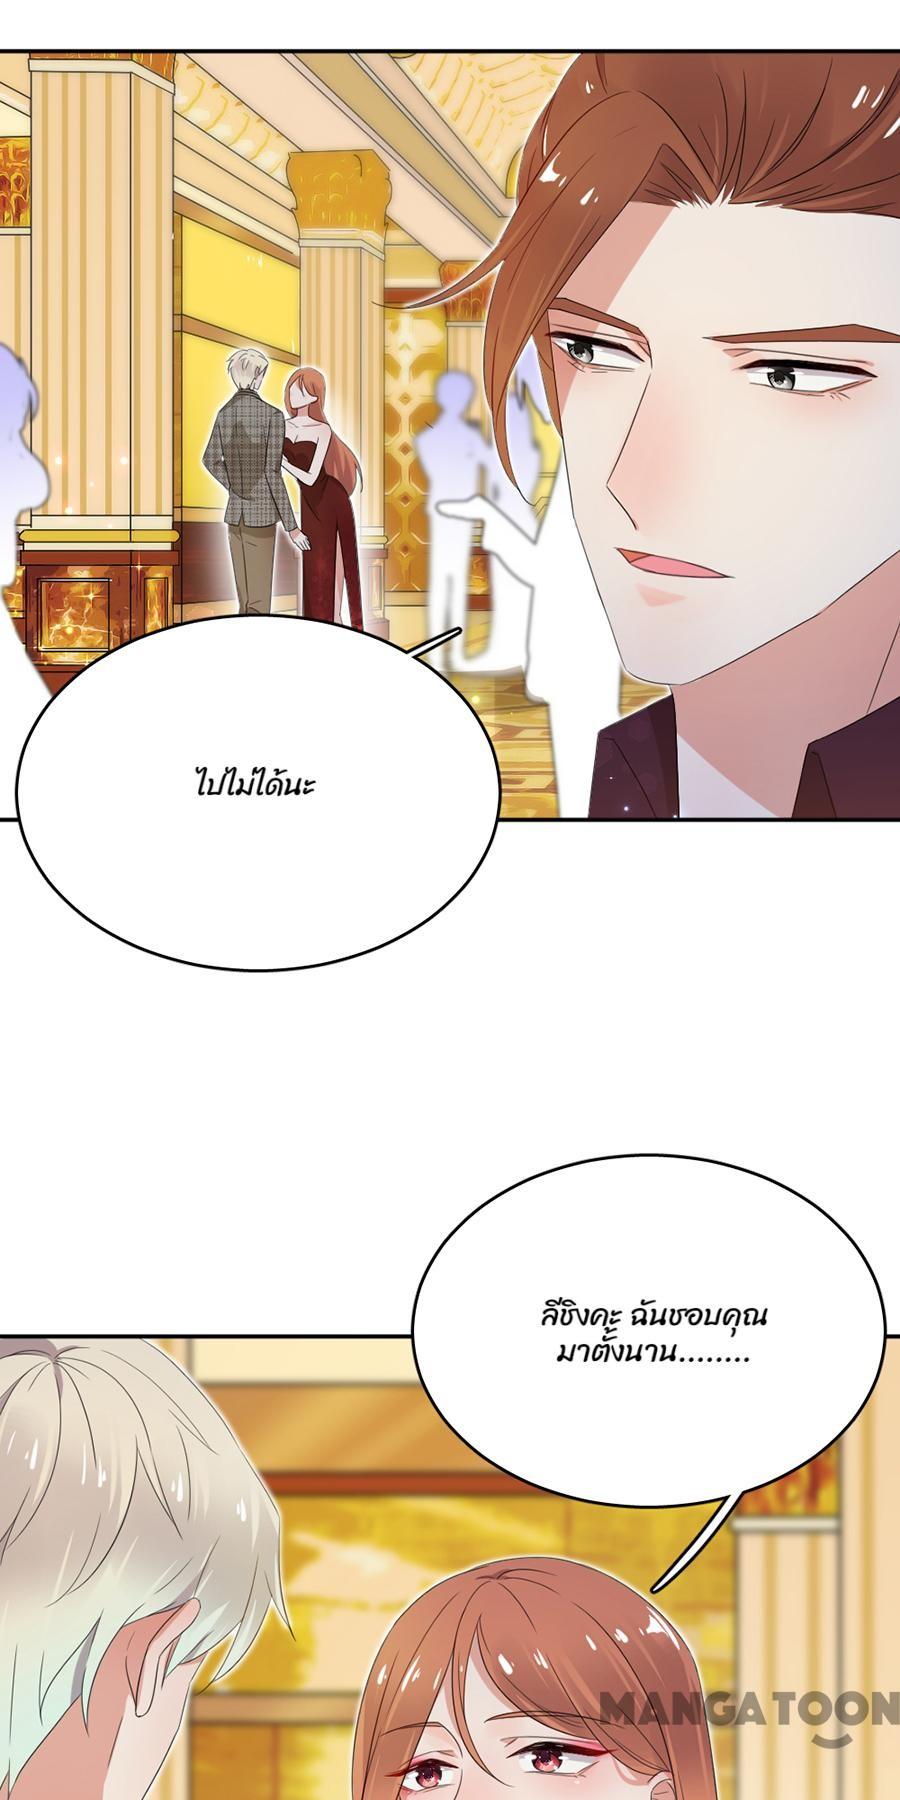 ไปไม่ได้นะ
ลีชิงคะ ฉันชอบคุณ
มาตั้งนาน........
MANGATOON